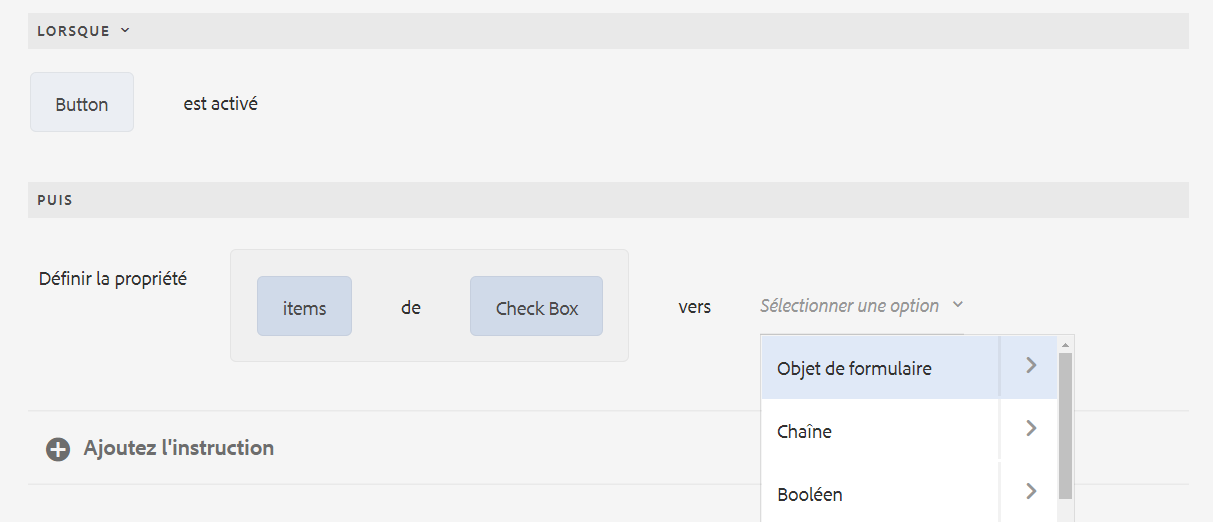 LORSQUE
Button est activé
PUIS
Définir la propriété items de Check Box vers Sélectionner une option
Objet de formulaire
Chaîne
Booléen
Ajoutez l'instruction